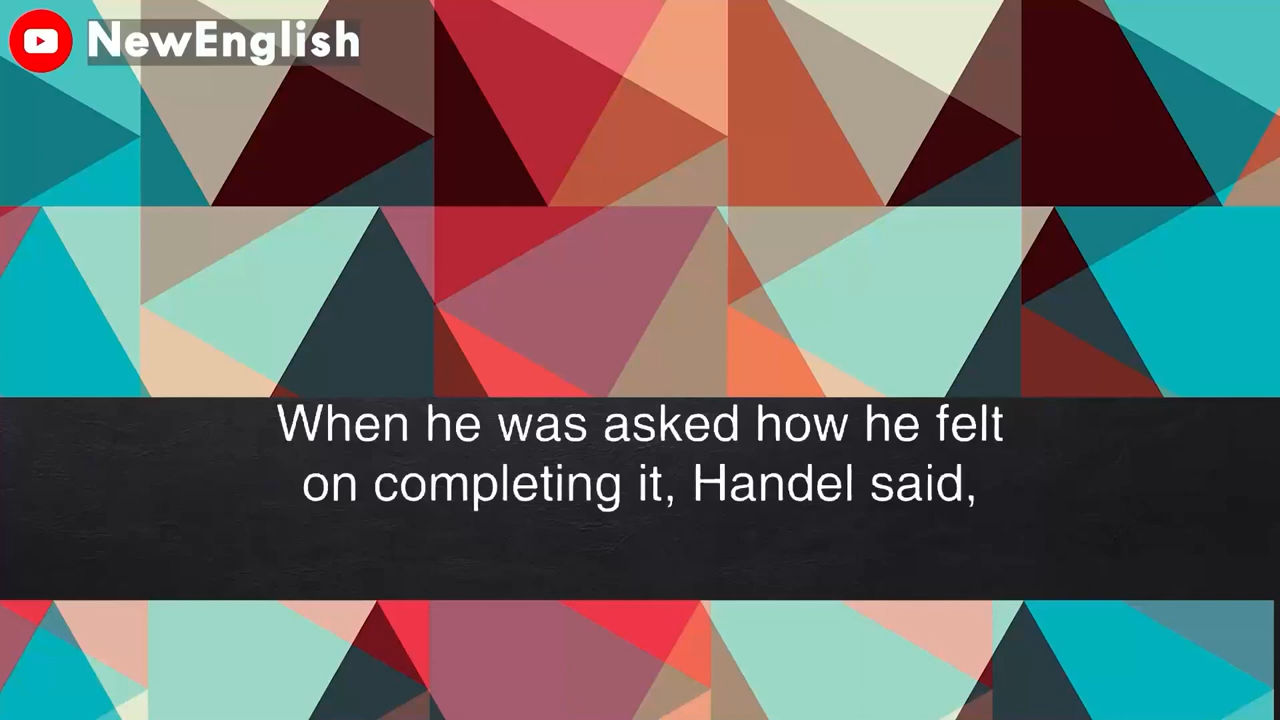 NewEnglish
When he was asked how he felt
on completing it, Handel said,